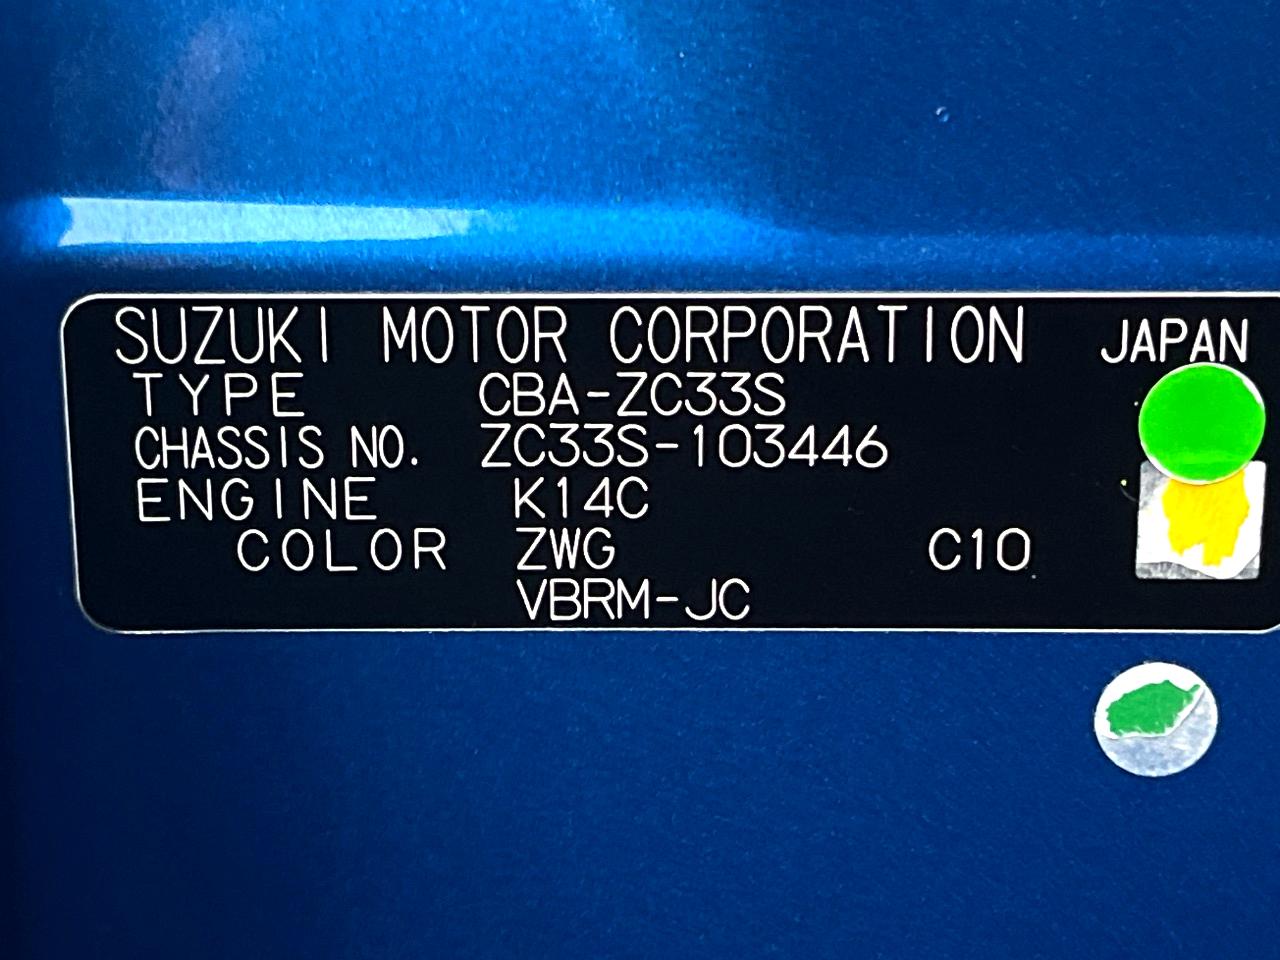 SUZUKI MOTOR CORPORATION JAPAN
TYPE CBA-ZC33S
CHASSIS NO. ZC33S-103446
ENGINE K14C
COLOR ZWG C10
VBRM-JC